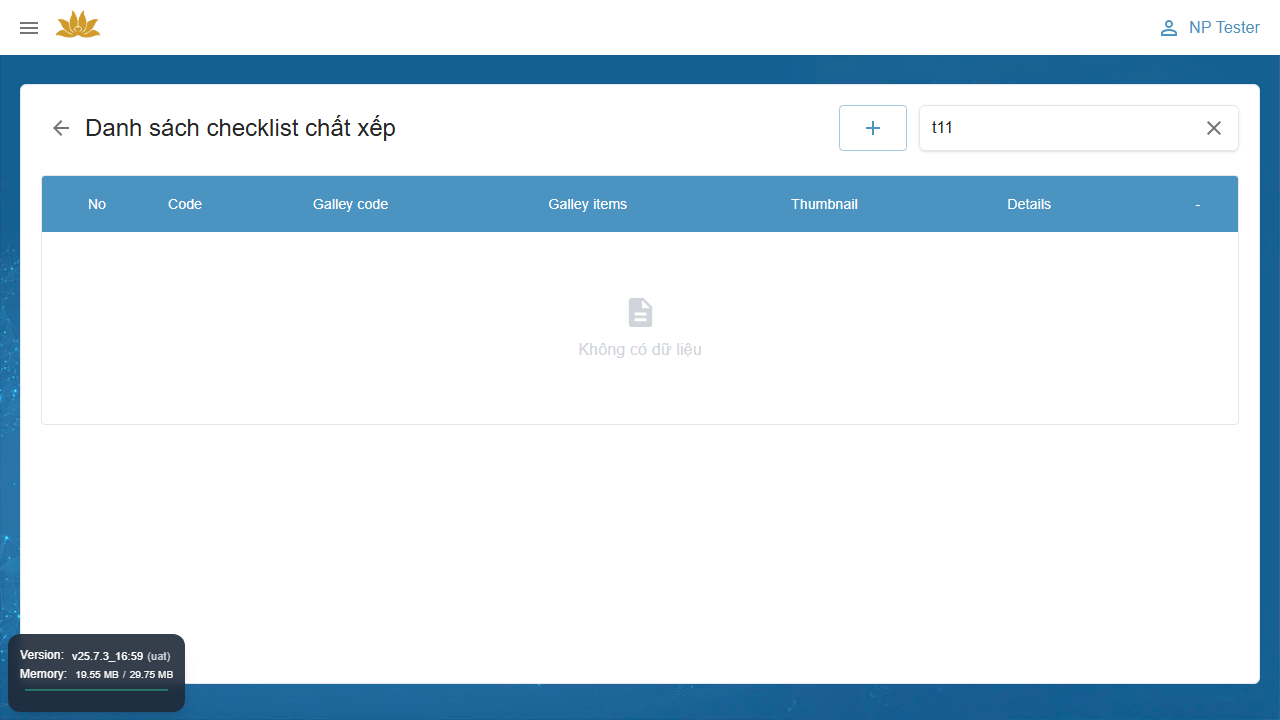 NP Tester
Danh sách checklist chất xếp
+
t11
No Code Galley code Galley items Thumbnail Details -
Không có dữ liệu
Version: v25.7.3_16:59 (uat)
Memory: 19.55 MB / 29.75 MB